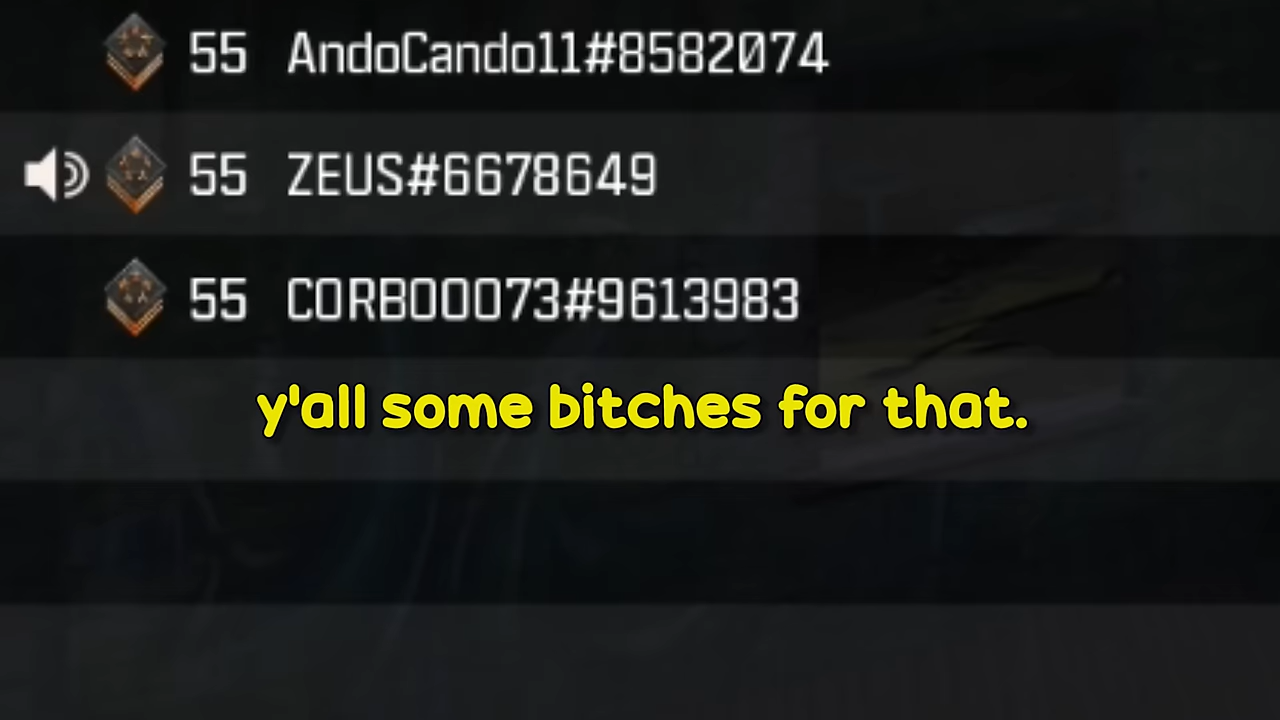 55 AndoCando11#8582074
55 ZEUS#6678649
55 CORBO0073#9613983
y'all some bitches for that.